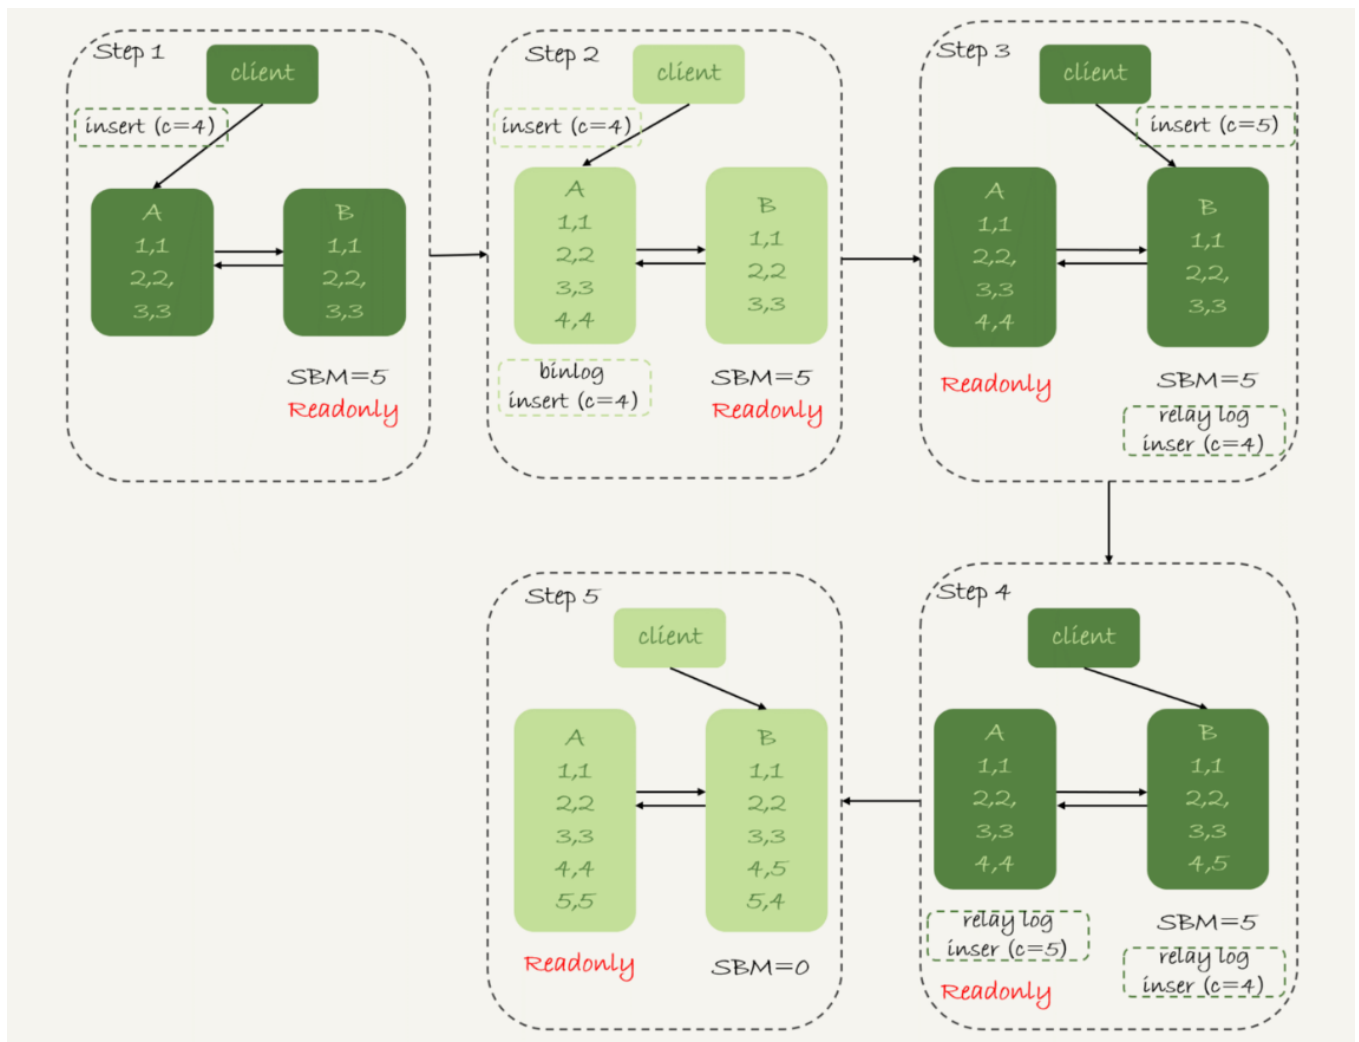 Step 1
client
insert (c=4)
A
1,1
2,2,
3,3
B
1,1
2,2,
3,3
SBM=5
Readonly
Step 2
client
insert (c=4)
A
1,1
2,2
3,3
4,4
B
1,1
2,2
3,3
binlog
insert (c=4)
SBM=5
Readonly
Step 3
client
insert (c=5)
A
1,1
2,2,
3,3
4,4
B
1,1
2,2,
3,3
Readonly
SBM=5
relay log
inser (c=4)
Step 4
client
A
1,1
2,2,
3,3
4,4
B
1,1
2,2,
3,3
4,5
relay log
inser (c=5)
Readonly
SBM=5
relay log
inser (c=4)
Step 5
client
A
1,1
2,2
3,3
4,4
5,5
B
1,1
2,2
3,3
4,5
5,4
Readonly
SBM=0